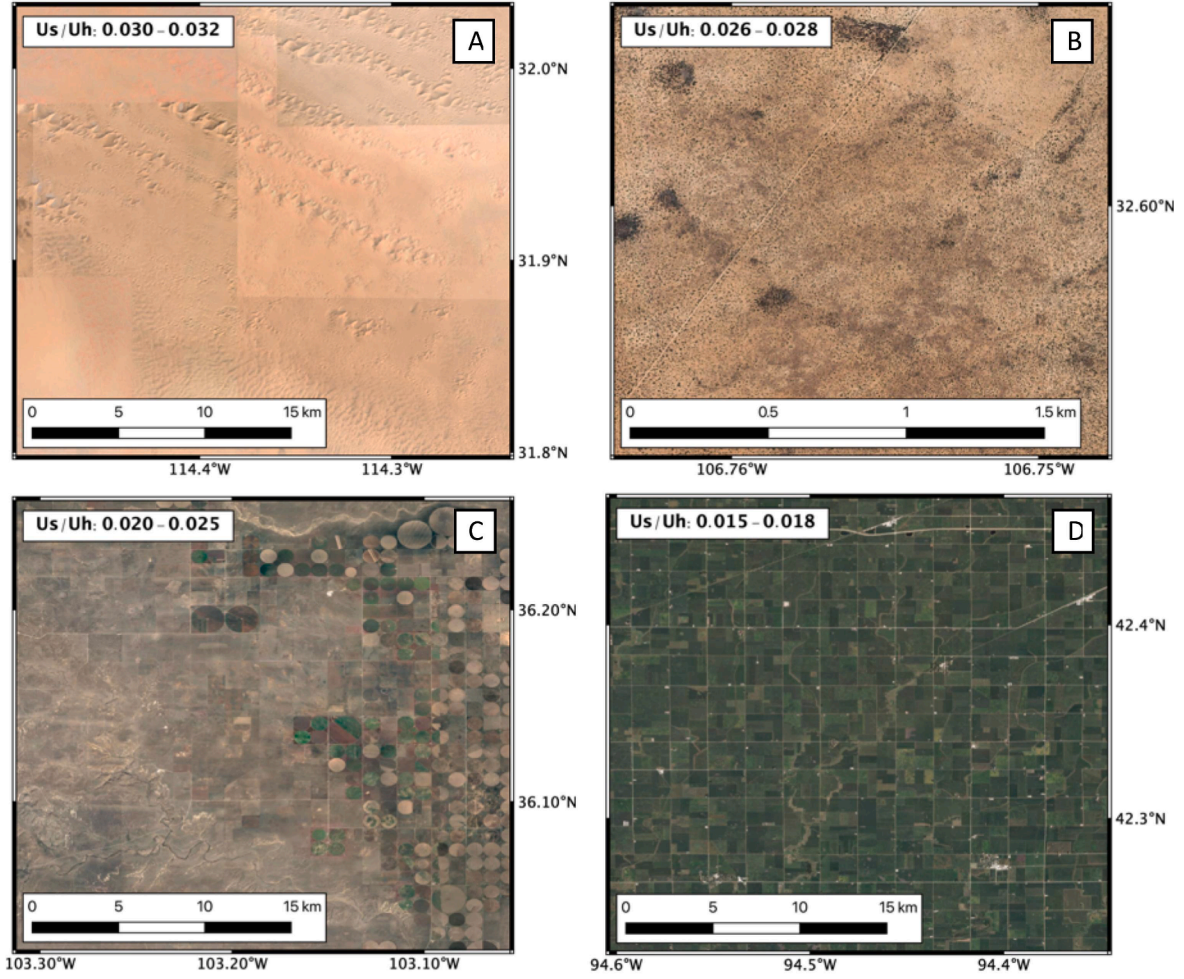 Us/Uh: 0.030 – 0.032
A
32.0°N
31.9°N
31.8°N
0 5 10 15 km
114.4°W 114.3°W
Us/Uh: 0.026 – 0.028
B
32.60°N
0 0.5 1 1.5 km
106.76°W 106.75°W
Us/Uh: 0.020 – 0.025
C
36.20°N
36.10°N
0 5 10 15 km
103.30°W 103.20°W 103.10°W
Us/Uh: 0.015 – 0.018
D
42.4°N
42.3°N
0 5 10 15 km
94.6°W 94.5°W 94.4°W